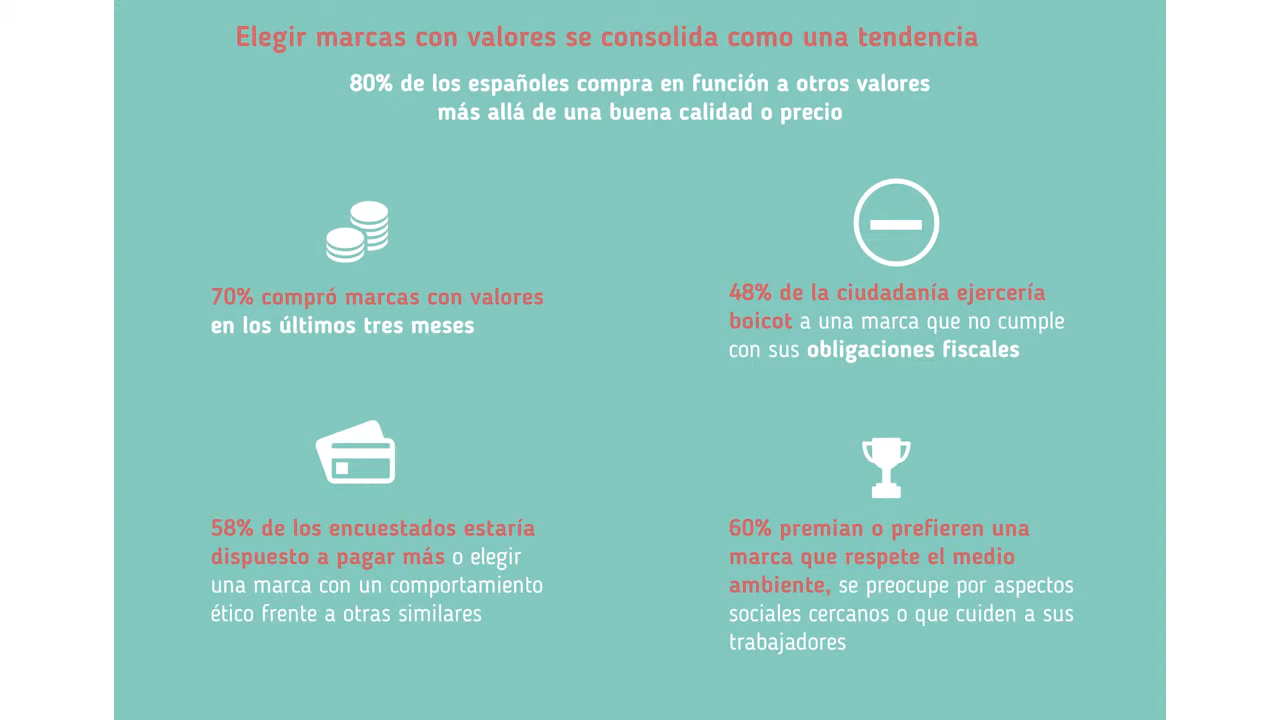 Elegir marcas con valores se consolida como una tendencia
80% de los españoles compra en función a otros valores
más allá de una buena calidad o precio
70% compró marcas con valores
en los últimos tres meses
48% de la ciudadanía ejercería
boicot a una marca que no cumple
con sus obligaciones fiscales
58% de los encuestados estaría
dispuesto a pagar más o elegir
una marca con un comportamiento
ético frente a otras similares
60% premian o prefieren una
marca que respete el medio
ambiente, se preocupe por aspectos
sociales cercanos o que cuiden a sus
trabajadores